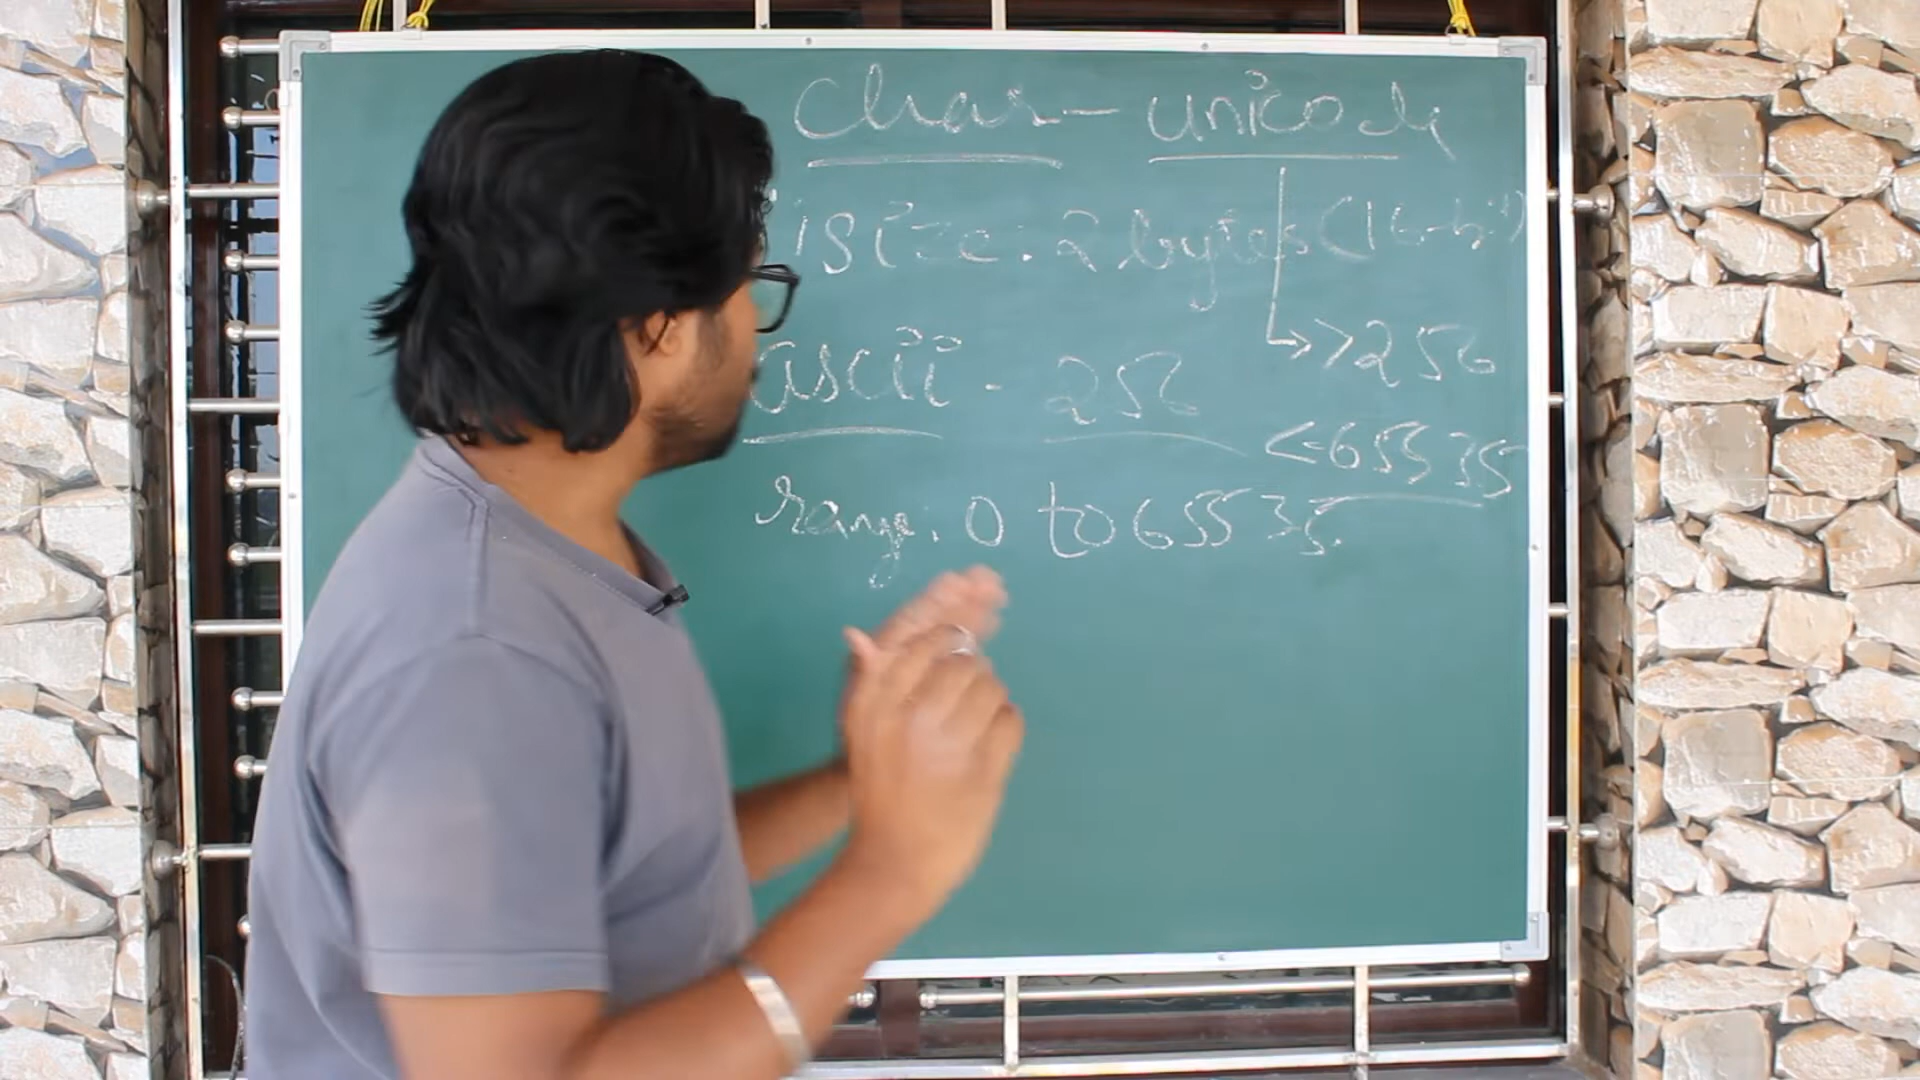 char - unicode
size: 2 bytes (16-bit)
ascii - 256
>256
<=65535
range: 0 to 65535